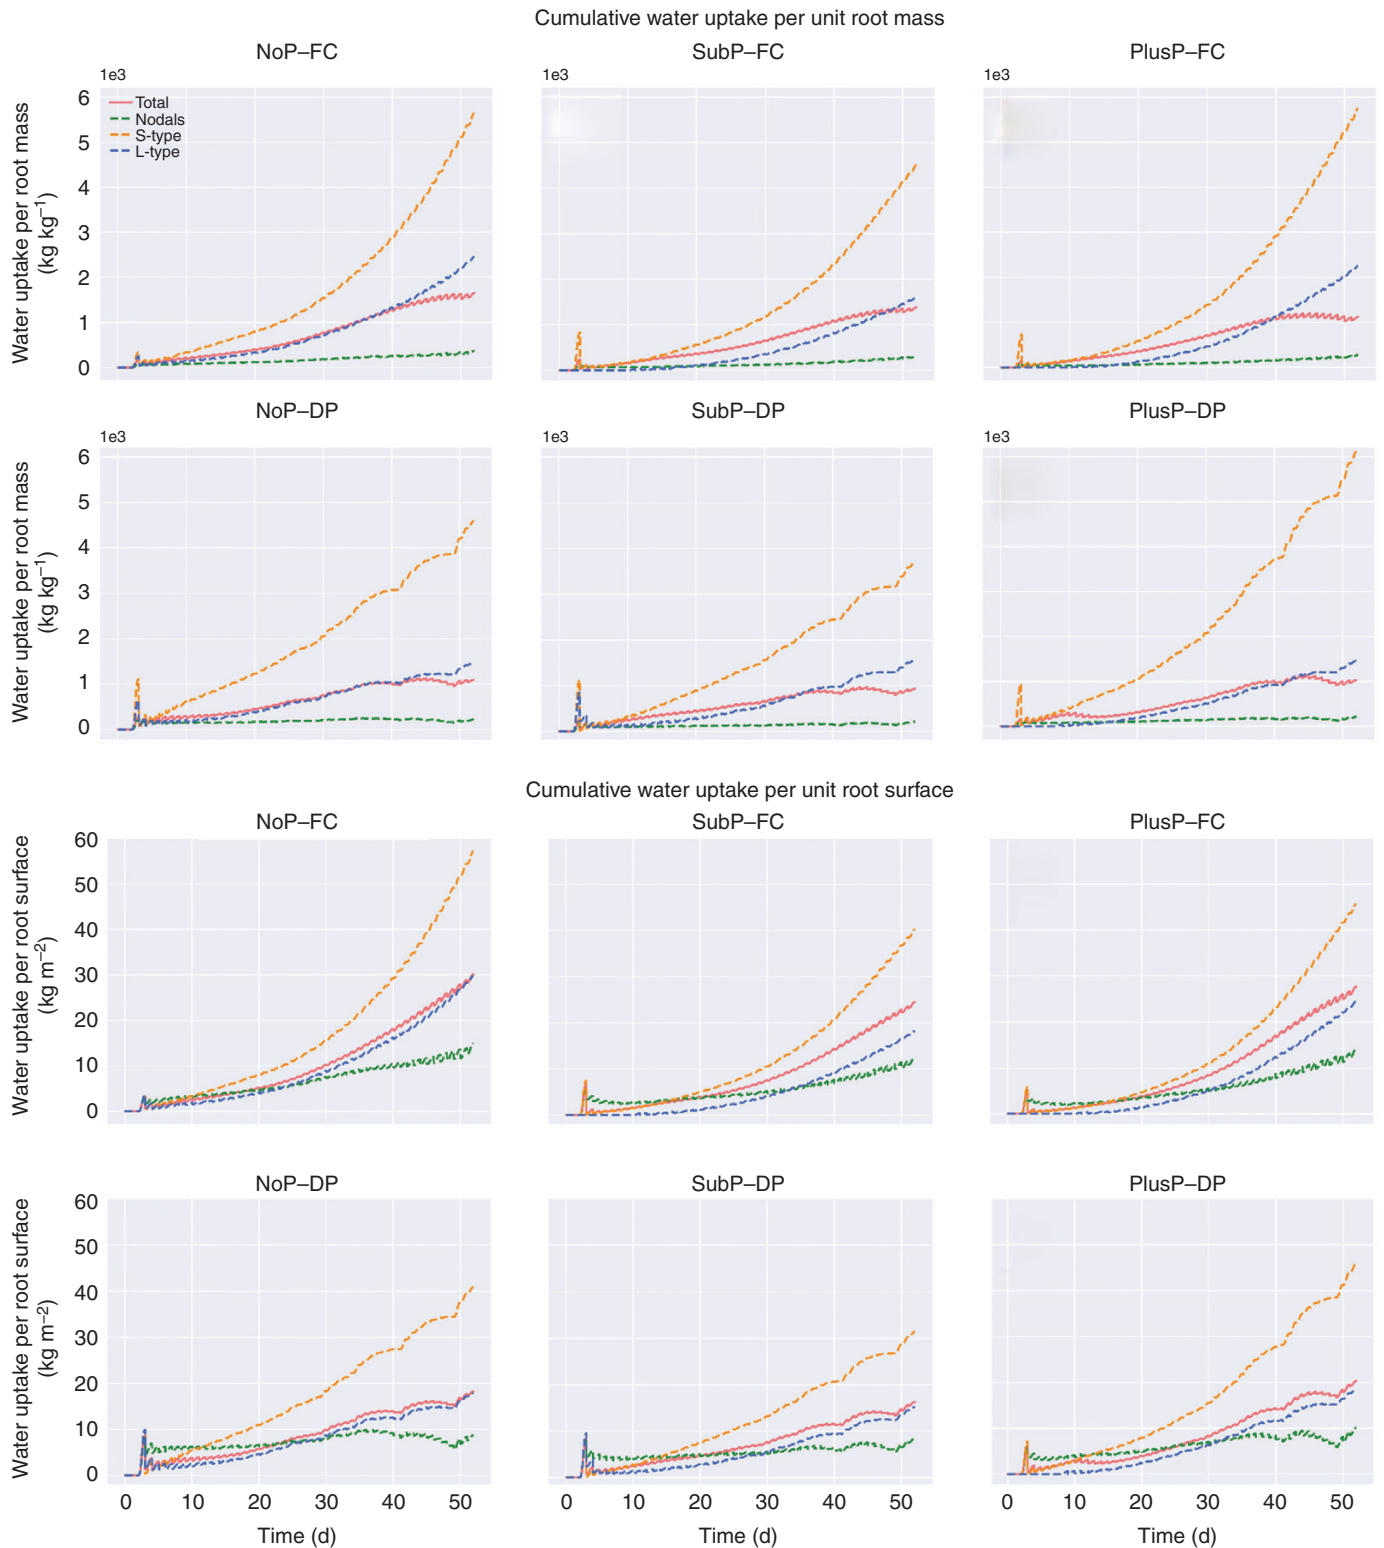 Cumulative water uptake per unit root mass
NoP–FC
SubP–FC
PlusP–FC
1e3
1e3
1e3
Water uptake per root mass
(kg kg⁻¹)
6
5
4
3
2
1
0
Total
Nodals
S-type
L-type
NoP–DP
SubP–DP
PlusP–DP
1e3
1e3
1e3
Water uptake per root mass
(kg kg⁻¹)
6
5
4
3
2
1
0
Cumulative water uptake per unit root surface
NoP–FC
SubP–FC
PlusP–FC
Water uptake per root surface
(kg m⁻²)
60
50
40
30
20
10
0
NoP–DP
SubP–DP
PlusP–DP
Water uptake per root surface
(kg m⁻²)
60
50
40
30
20
10
0
0 10 20 30 40 50
0 10 20 30 40 50
0 10 20 30 40 50
Time (d)
Time (d)
Time (d)